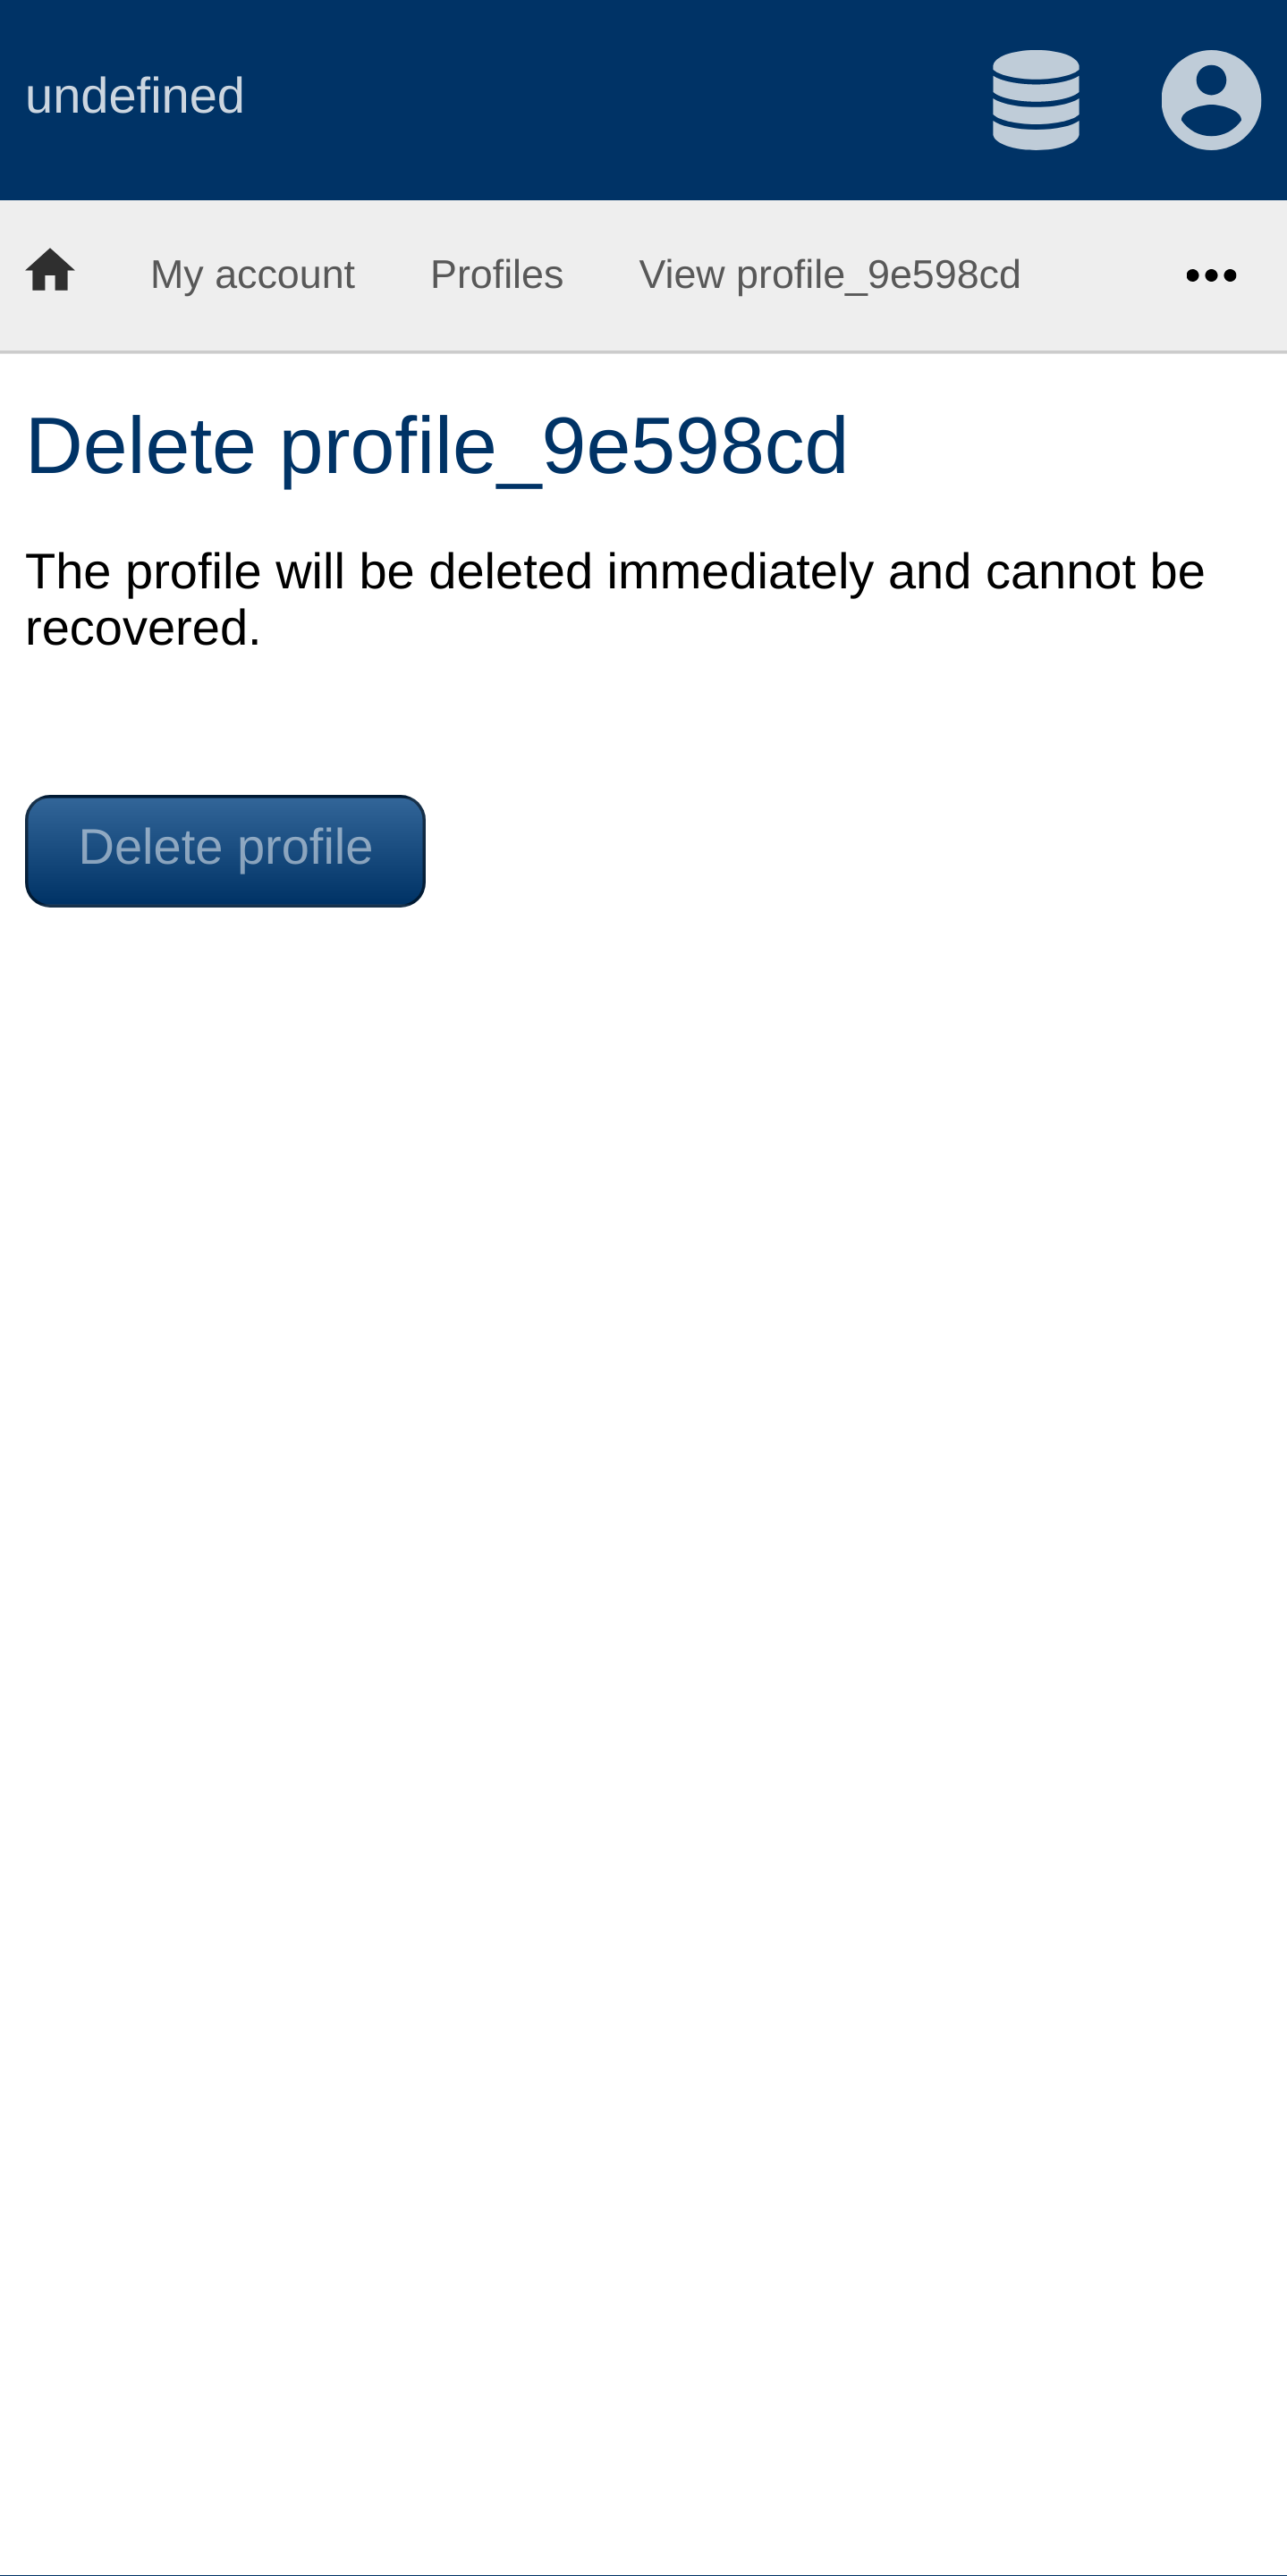 undefined
My account Profiles View profile_9e598cd
Delete profile_9e598cd
The profile will be deleted immediately and cannot be
recovered.
Delete profile